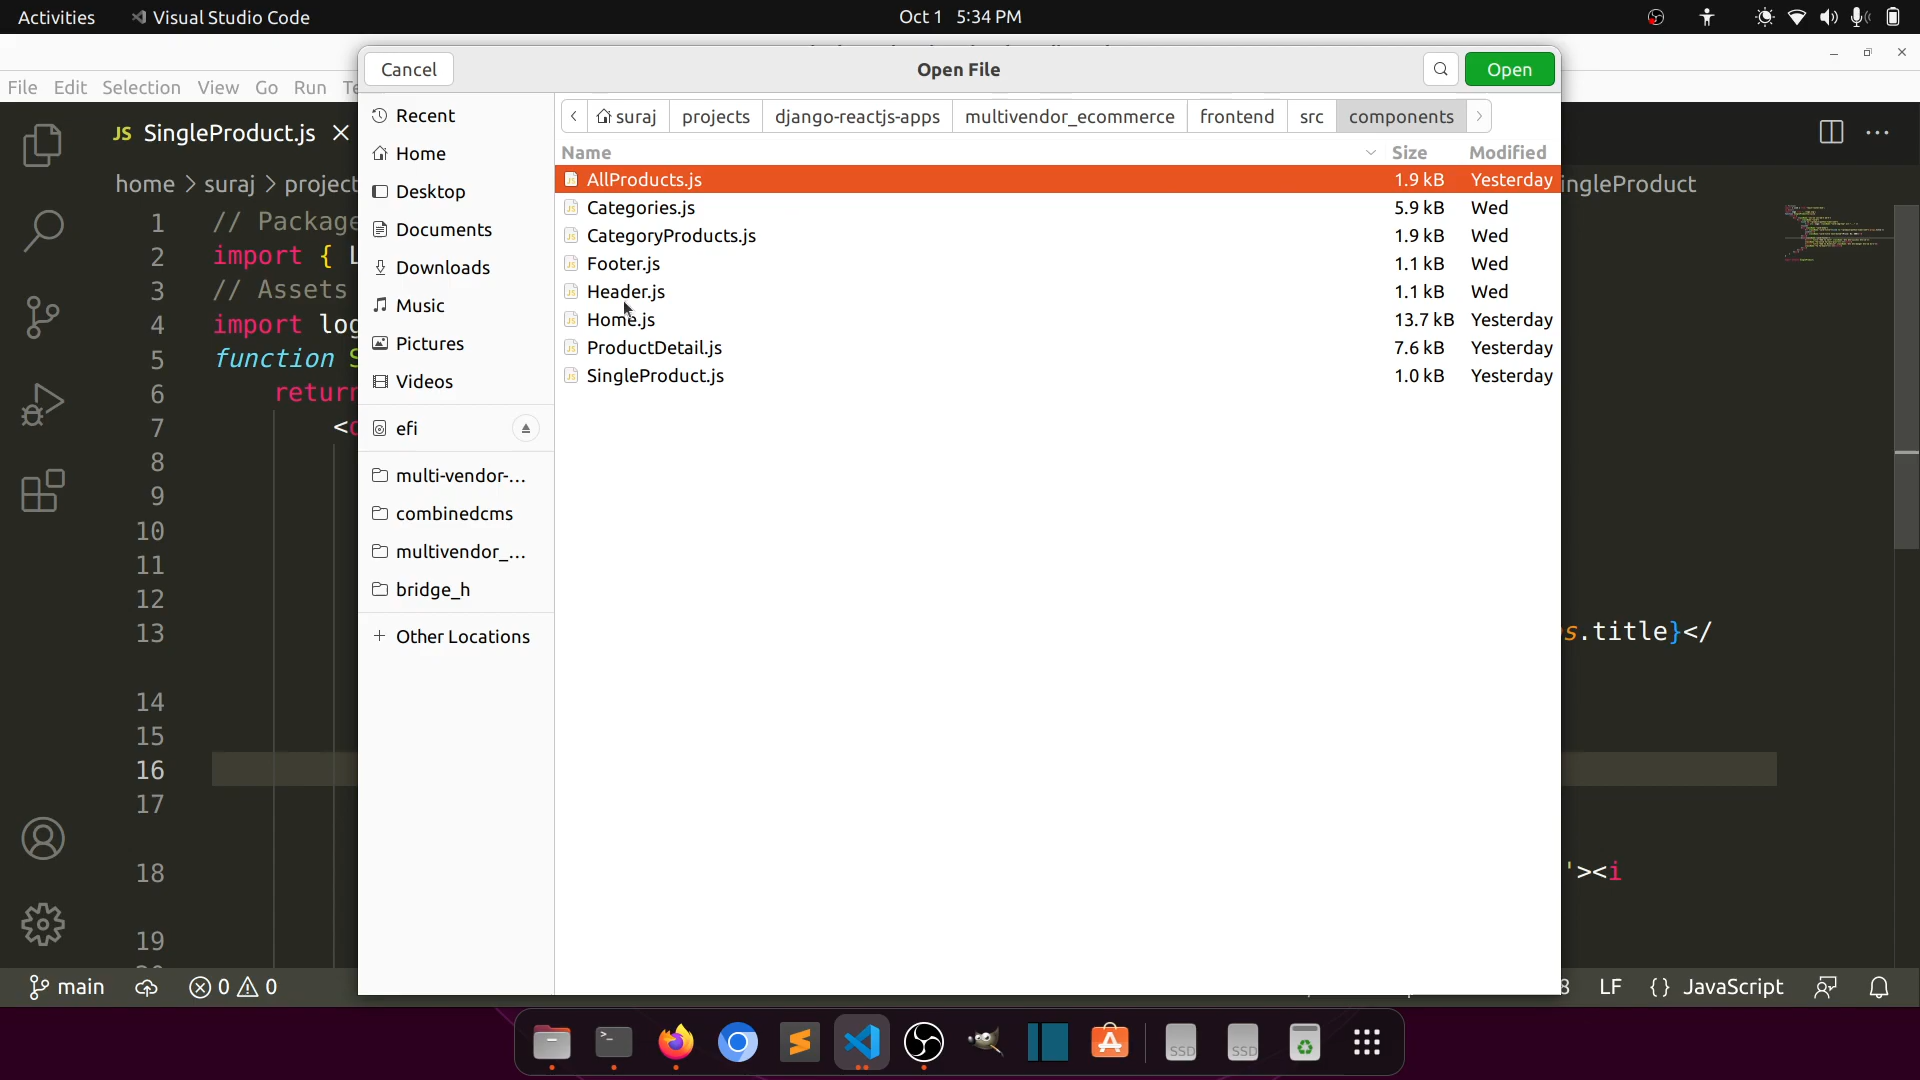 Activities Visual Studio Code Oct 1 5:34 PM
Cancel Open File Open
File Edit Selection View Go Run
Recent
Home
Desktop
Documents
Downloads
Music
Pictures
Videos
efi
multi-vendor-...
combinedcms
multivendor_...
bridge_h
+ Other Locations
suraj projects django-reactjs-apps multivendor_ecommerce frontend src components
Name Size Modified
AllProducts.js 1.9 kB Yesterday
Categories.js 5.9 kB Wed
CategoryProducts.js 1.9 kB Wed
Footer.js 1.1 kB Wed
Header.js 1.1 kB Wed
Home.js 13.7 kB Yesterday
ProductDetail.js 7.6 kB Yesterday
SingleProduct.js 1.0 kB Yesterday
JS SingleProduct.js
home > suraj > project ingleProduct
1 // Package
2 import { L
3 // Assets
4 import log
5 function S
6 return
7 <d
8
9
10
11
12
13 s.title}</
14
15
16
17
18 '><i
19
main 0 0 LF {} JavaScript
SSD SSD